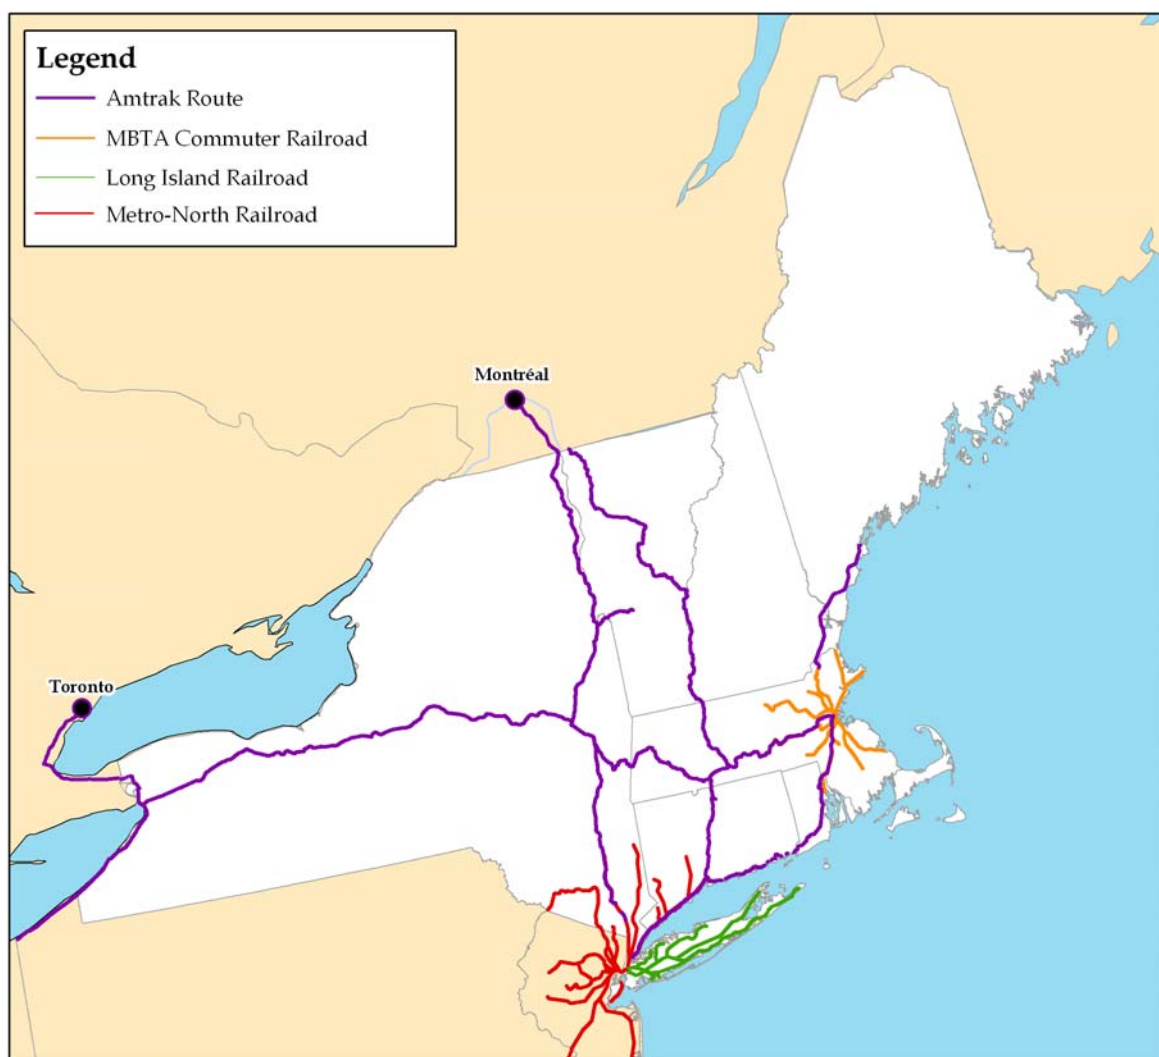 Legend
Amtrak Route
MBTA Commuter Railroad
Long Island Railroad
Metro-North Railroad
Montréal
Toronto